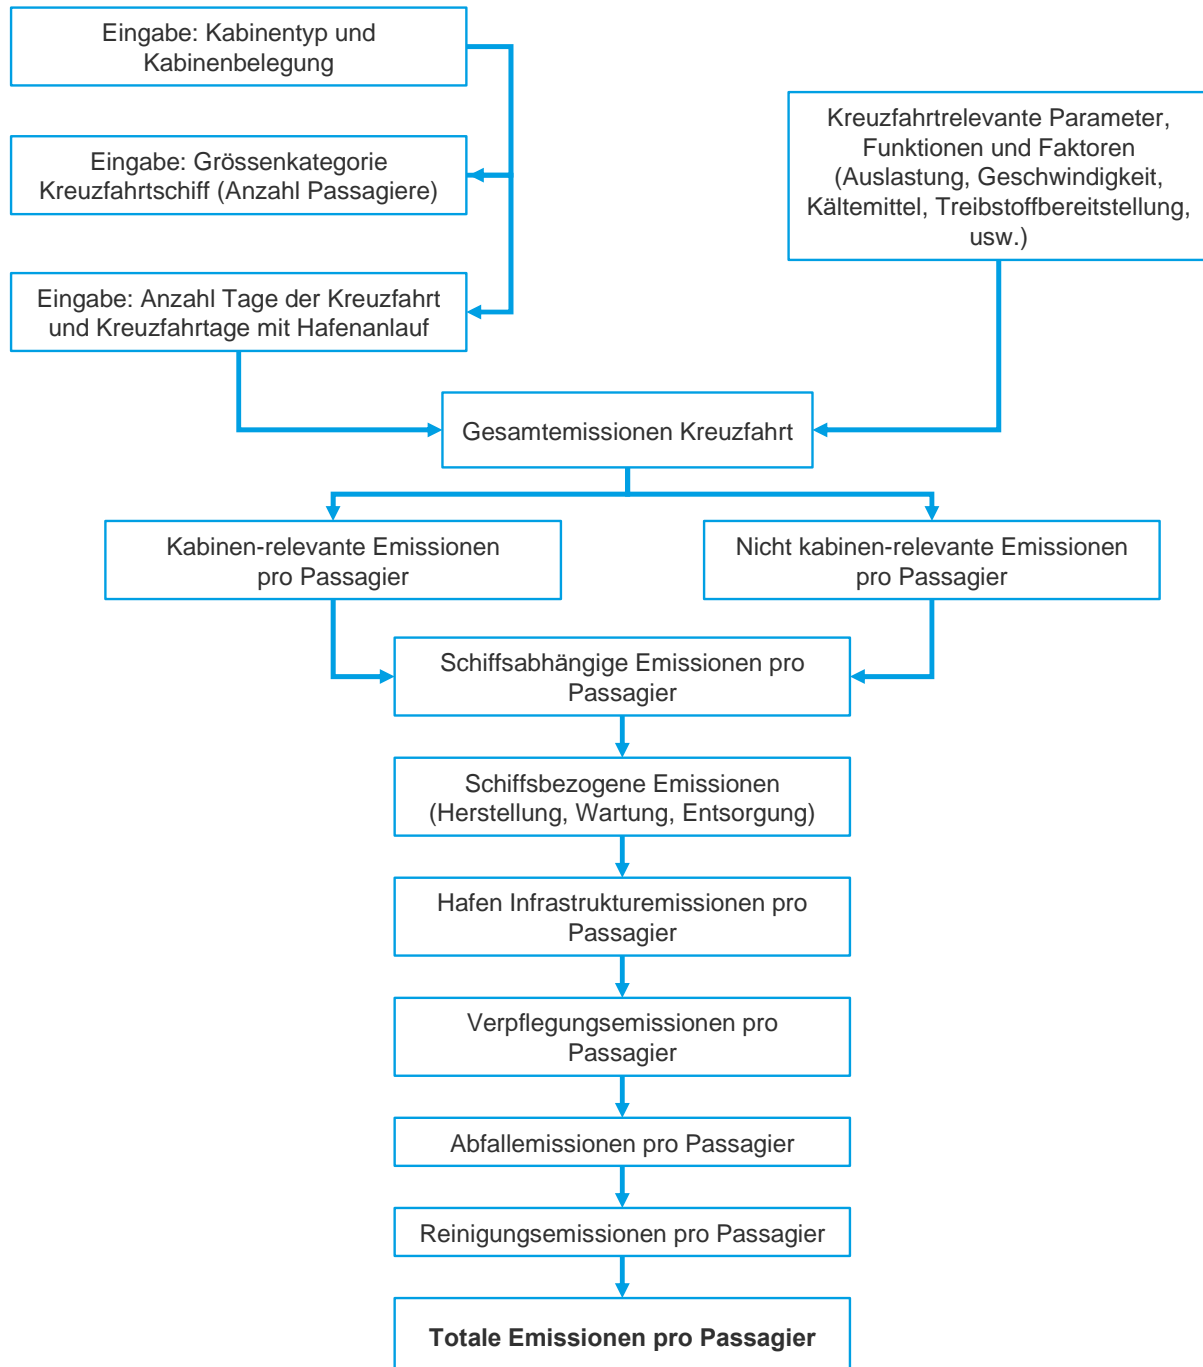 Eingabe: Kabinentyp und
Kabinenbelegung
Eingabe: Grössenkategorie
Kreuzfahrtschiff (Anzahl Passagiere)
Eingabe: Anzahl Tage der Kreuzfahrt
und Kreuzfahrtage mit Hafenanlauf
Kreuzfahrtrelevante Parameter,
Funktionen und Faktoren
(Auslastung, Geschwindigkeit,
Kältemittel, Treibstoffbereitstellung,
usw.)
Gesamtemissionen Kreuzfahrt
Kabinen-relevante Emissionen
pro Passagier
Nicht kabinen-relevante Emissionen
pro Passagier
Schiffsabhängige Emissionen pro
Passagier
Schiffsbezogene Emissionen
(Herstellung, Wartung, Entsorgung)
Hafen Infrastrukturemissionen pro
Passagier
Verpflegungsemissionen pro
Passagier
Abfallemissionen pro Passagier
Reinigungsemissionen pro Passagier
Totale Emissionen pro Passagier